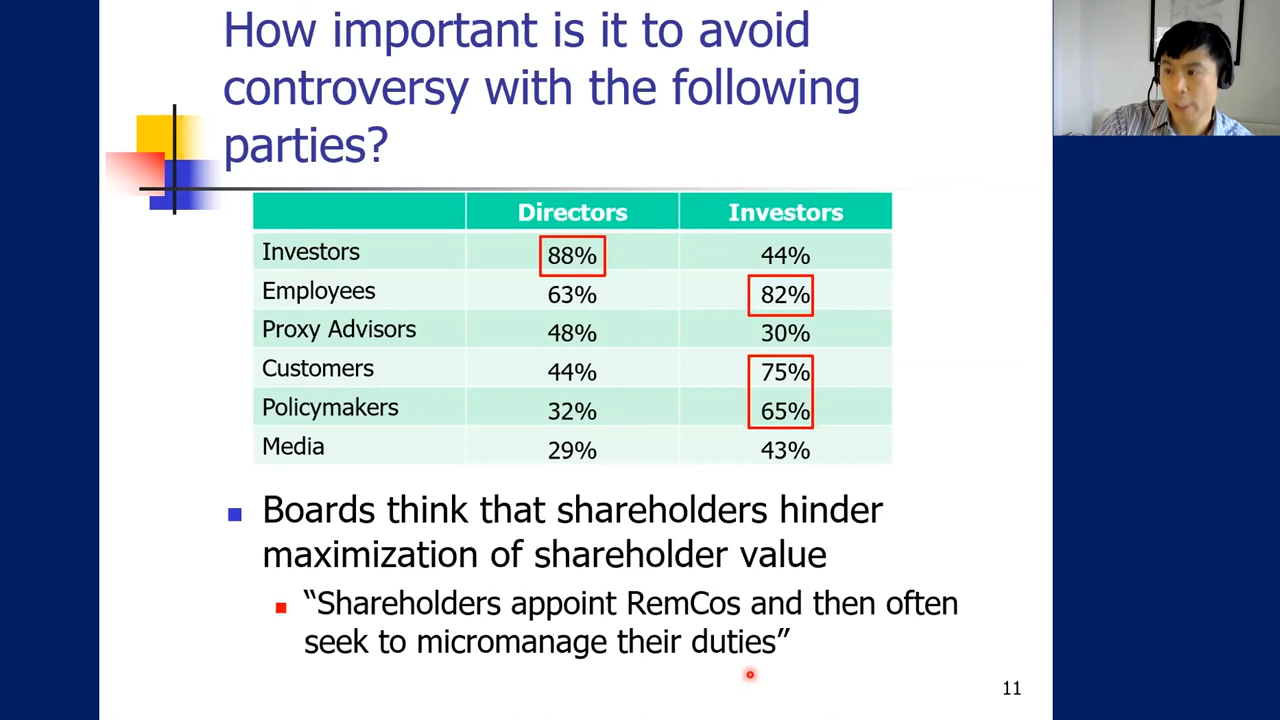 How important is it to avoid
controversy with the following
parties?
Directors Investors
Investors 88% 44%
Employees 63% 82%
Proxy Advisors 48% 30%
Customers 44% 75%
Policymakers 32% 65%
Media 29% 43%
Boards think that shareholders hinder
maximization of shareholder value
“Shareholders appoint RemCos and then often
seek to micromanage their duties”
11